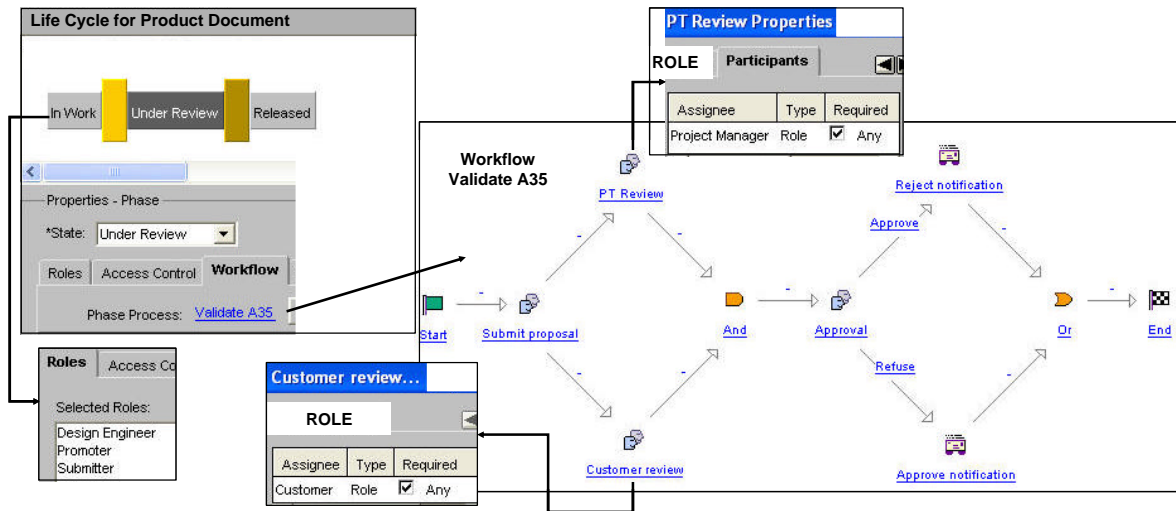 Life Cycle for Product Document
In Work
Under Review
Released
Properties - Phase
*State: Under Review
Roles Access Control Workflow
Phase Process: Validate A35
Roles Access Co
Selected Roles:
Design Engineer
Promoter
Submitter
PT Review Properties
ROLE Participants
Assignee Type Required
Project Manager Role Any
Workflow
Validate A35
PT Review
Reject notification
Approve
-
-
-
-
Start
-
Submit proposal
And
-
Approval
Or
-
End
Refuse
-
-
-
Customer review
Approve notification
Customer review...
ROLE
Assignee Type Required
Customer Role Any